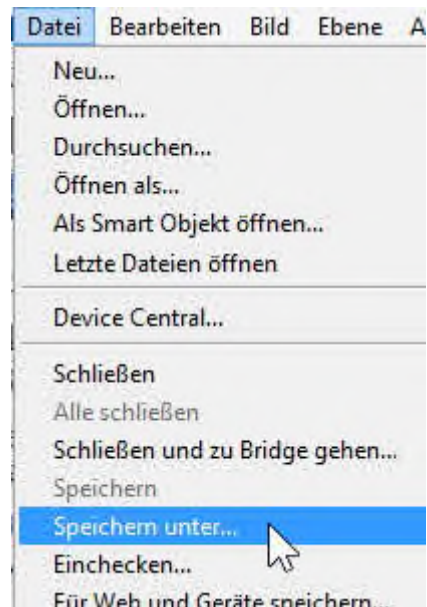 Datei Bearbeiten Bild Ebene A
Neu...
Öffnen...
Durchsuchen...
Öffnen als...
Als Smart Objekt öffnen...
Letzte Dateien öffnen
Device Central...
Schließen
Alle schließen
Schließen und zu Bridge gehen...
Speichern
Speichern unter...
Einchecken...
Für Web und Geräte speichern...